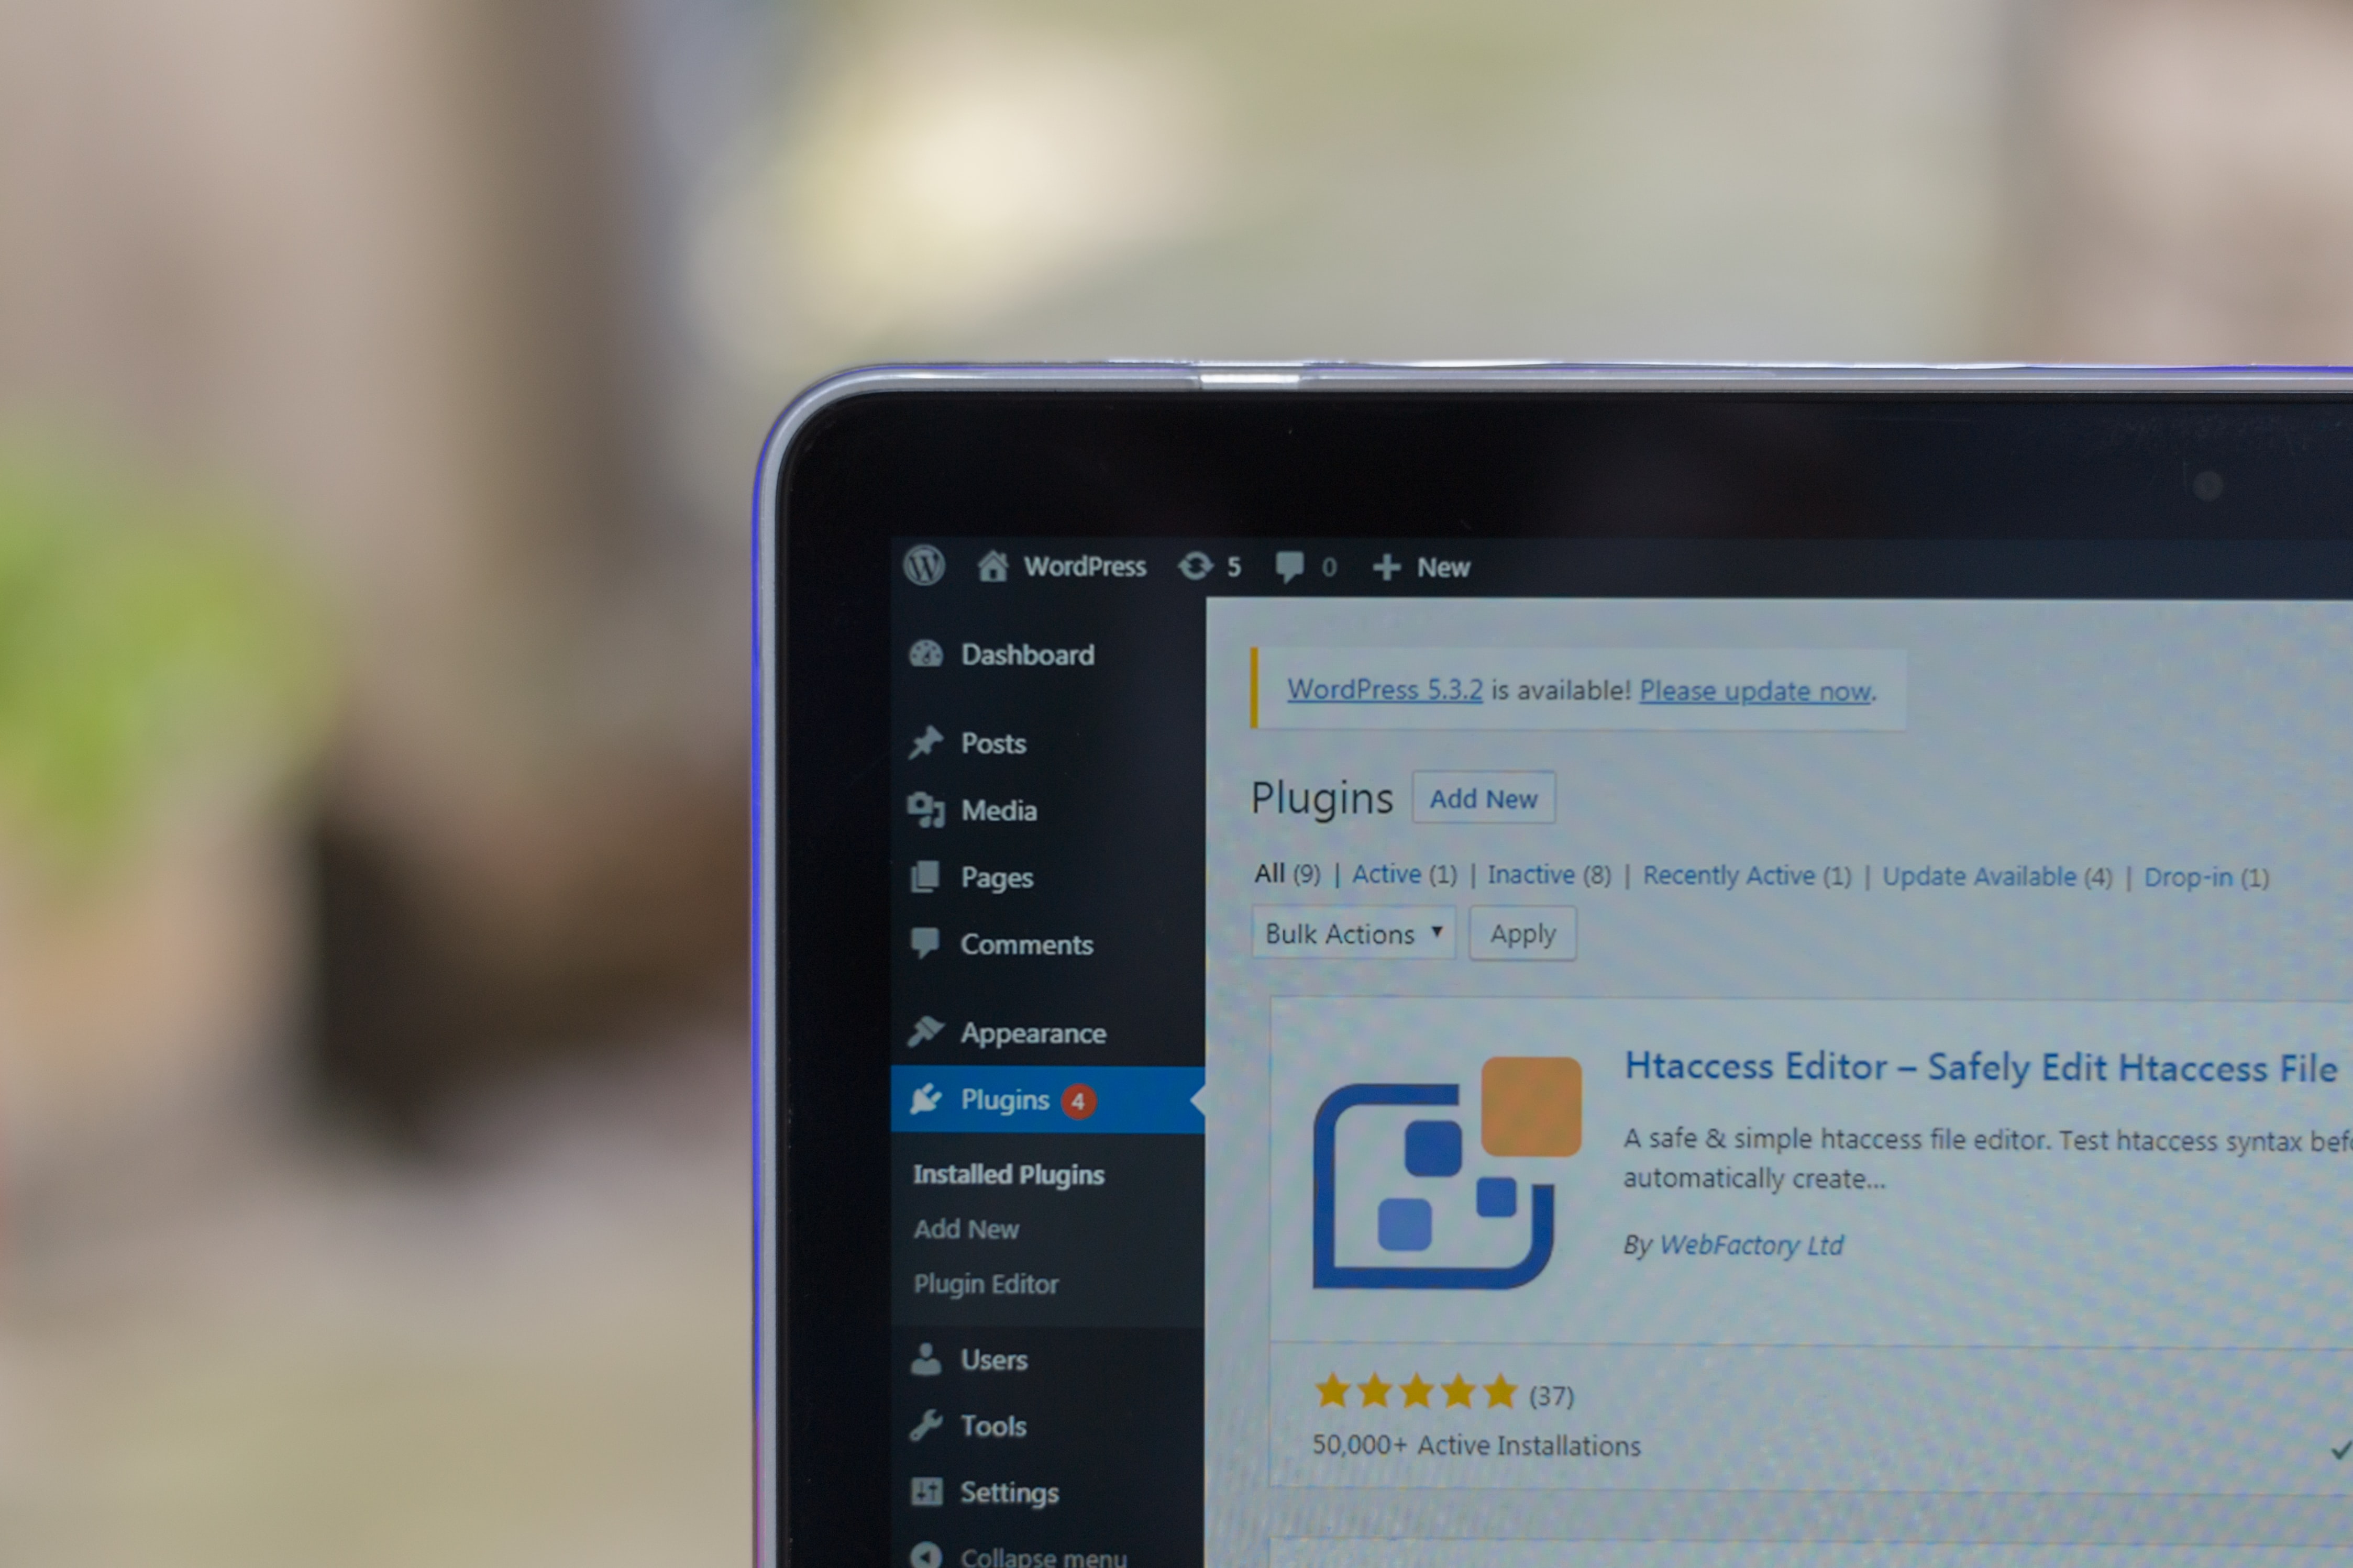 WordPress 5 0 New
Dashboard
Posts
Media
Pages
Comments
Appearance
Plugins 4
Installed Plugins
Add New
Plugin Editor
Users
Tools
Settings
Collapse menu
WordPress 5.3.2 is available! Please update now.
Plugins Add New
All (9) | Active (1) | Inactive (8) | Recently Active (1) | Update Available (4) | Drop-in (1)
Bulk Actions Apply
Htaccess Editor – Safely Edit Htaccess File
A safe & simple htaccess file editor. Test htaccess syntax
automatically create...
By WebFactory Ltd
(37)
50,000+ Active Installations